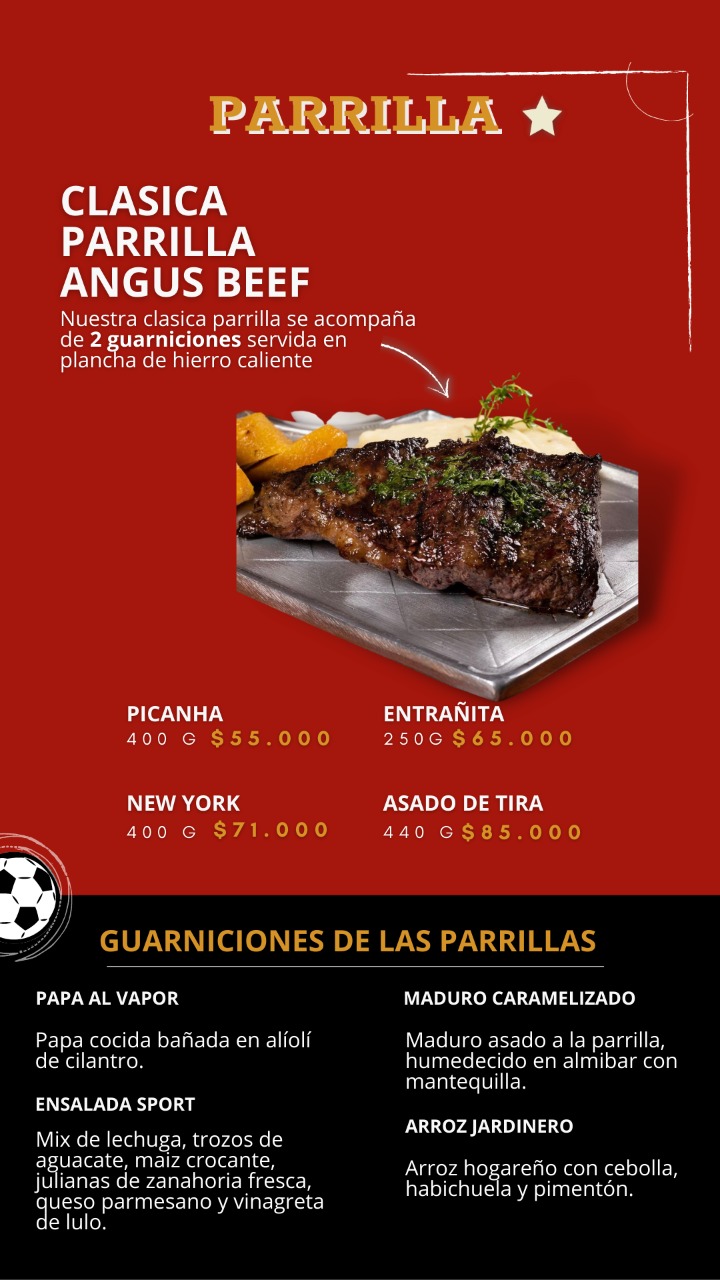 PARRILLA
CLASICA
PARRILLA
ANGUS BEEF
Nuestra clasica parrilla se acompaña
de 2 guarniciones servida en
plancha de hierro caliente
PICANHA
400 G $55.000
ENTRAÑITA
250G $65.000
NEW YORK
400 G $71.000
ASADO DE TIRA
440 G $85.000
GUARNICIONES DE LAS PARRILLAS
PAPA AL VAPOR
Papa cocida bañada en alíolí
de cilantro.
ENSALADA SPORT
Mix de lechuga, trozos de
aguacate, maiz crocante,
julianas de zanahoria fresca,
queso parmesano y vinagreta
de lulo.
MADURO CARAMELIZADO
Maduro asado a la parrilla,
humedecido en almibar con
mantequilla.
ARROZ JARDINERO
Arroz hogareño con cebolla,
habichuela y pimentón.